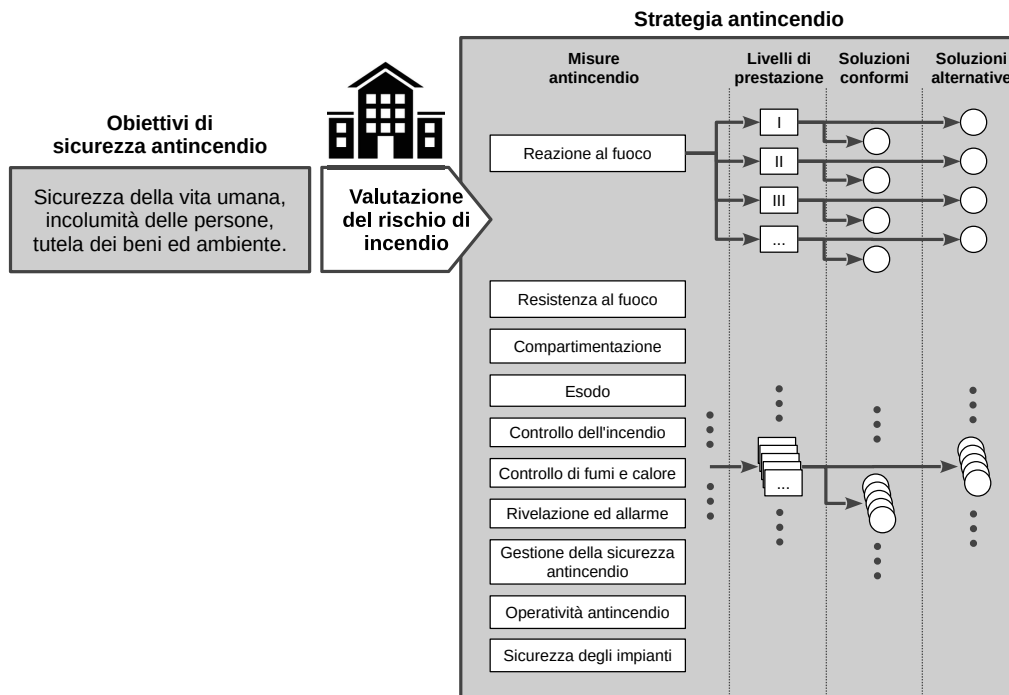 Strategia antincendio
Misure
antincendio
Livelli di
prestazione
Soluzioni
conformi
Soluzioni
alternative
Obiettivi di
sicurezza antincendio
Sicurezza della vita umana,
incolumità delle persone,
tutela dei beni ed ambiente.
Valutazione
del rischio di
incendio
Reazione al fuoco
I
II
III
...
Resistenza al fuoco
Compartimentazione
Esodo
Controllo dell'incendio
Controllo di fumi e calore
...
Rivelazione ed allarme
Gestione della sicurezza
antincendio
Operatività antincendio
Sicurezza degli impianti